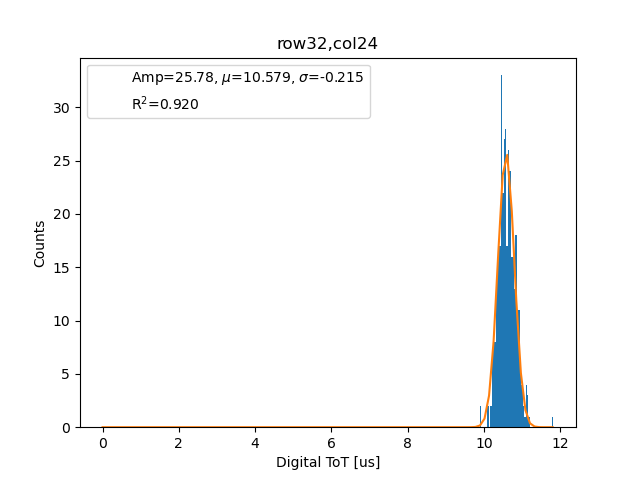 row32,col24
Amp=25.78, μ=10.579, σ=-0.215
R²=0.920
30
25
20
15
10
5
0
Counts
0 2 4 6 8 10 12
Digital ToT [us]